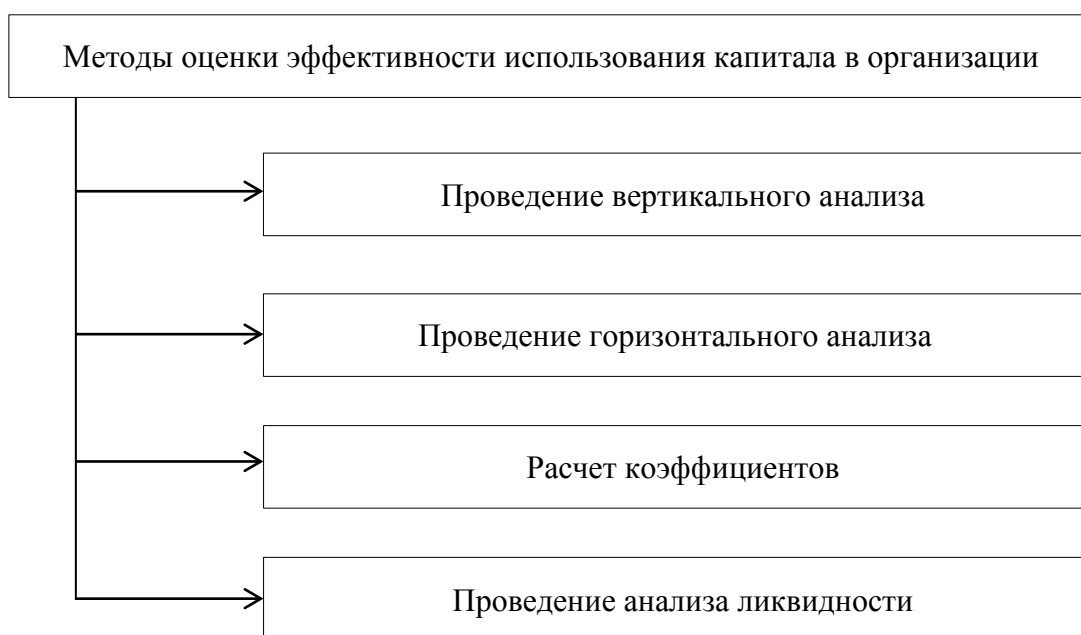 Методы оценки эффективности использования капитала в организации
Проведение вертикального анализа
Проведение горизонтального анализа
Расчет коэффициентов
Проведение анализа ликвидности